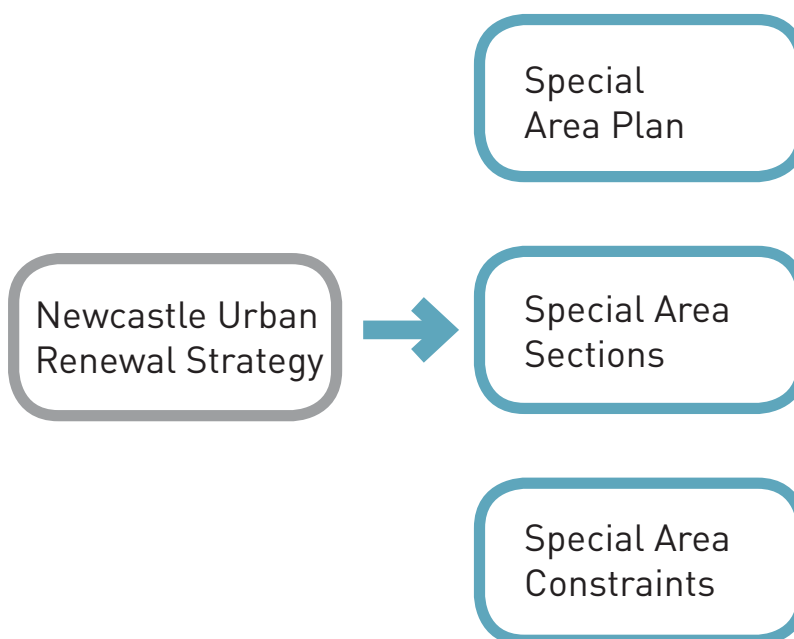 Special
Area Plan
Newcastle Urban
Renewal Strategy
Special Area
Sections
Special Area
Constraints